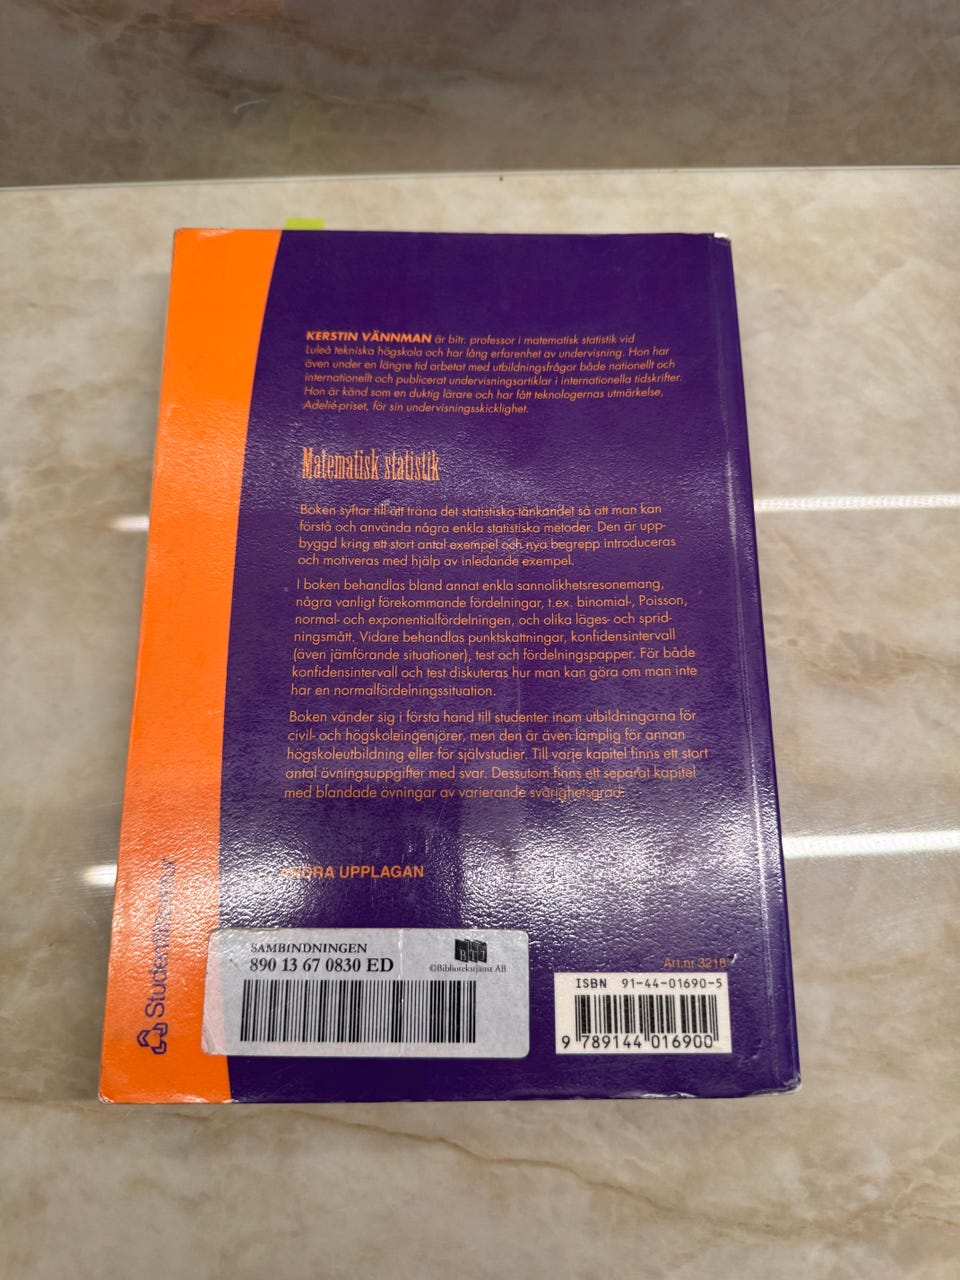 KERSTIN VÄNNMAN är bitr. professor i matematisk statistik vid
Luleå tekniska högskola och har lång erfarenhet av undervisning. Hon har
även under en längre tid arbetat med utbildningsfrågor både nationellt och
internationellt och publicerat undervisningsartiklar i internationella tidskrifter.
Hon är känd som en duktig lärare och har fått teknologernas utmärkelse,
Adelié-priset, för sin undervisningsskicklighet.
Matematisk statistik
Boken syftar till att träna det statistiska tänkandet så att man kan
förstå och använda några enkla statistiska metoder. Den är upp-
byggd kring ett stort antal exempel och nya begrepp introduceras
och motiveras med hjälp av inledande exempel.
I boken behandlas bland annat enkla sannolikhetsresonemang,
några vanligt förekommande fördelningar, t.ex. binomial-, Poisson,
normal- och exponentialfördelningen, och olika läges- och sprid-
ningsmått. Vidare behandlas punktskattningar, konfidensintervall
(även jämförande situationer), test och fördelningspapper. För både
konfidensintervall och test diskuteras hur man kan göra om man inte
har en normalfördelningssituation.
Boken vänder sig i första hand till studenter inom utbildningarna för
civil- och högskoleingenjörer, men den är även lämplig för annan
högskoleutbildning eller för självstudier. Till varje kapitel finns ett stort
antal övningsuppgifter med svar. Dessutom finns ett separat kapitel
med blandade övningar av varierande svårighetsgrad.
ANDRA UPPLAGAN
Studentlitteratur
SAMBINDNINGEN
890 13 67 0830 ED
BTJ
©Bibliotekstjänst AB
Art.nr
ISBN 91-44-01690-5
9 789144 016900